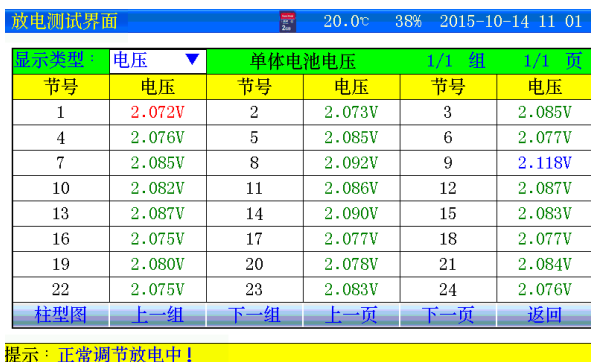 放电测试界面 20.0℃ 38% 2015-10-14 11 01
显示类型： 电压 ▼ 单体电池电压 1/1 组 1/1 页
节号 电压 节号 电压 节号 电压
1 2.072V 2 2.073V 3 2.085V
4 2.076V 5 2.085V 6 2.077V
7 2.085V 8 2.092V 9 2.118V
10 2.082V 11 2.086V 12 2.087V
13 2.087V 14 2.090V 15 2.083V
16 2.075V 17 2.077V 18 2.077V
19 2.080V 20 2.078V 21 2.084V
22 2.075V 23 2.083V 24 2.076V
柱型图 上一组 下一组 上一页 下一页 返回
提示：正常调节放电中！